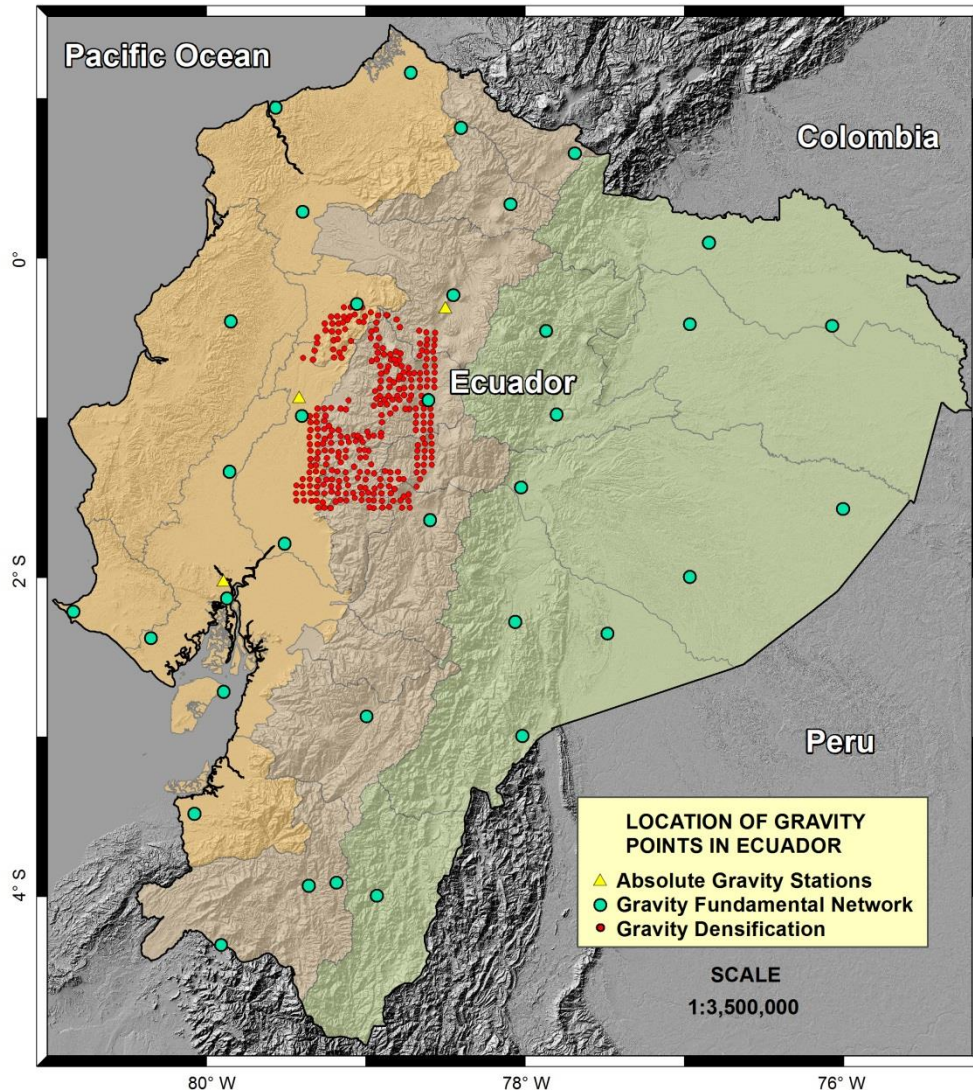 Pacific Ocean
Colombia
0°
Ecuador
2° S
Peru
LOCATION OF GRAVITY
POINTS IN ECUADOR
Absolute Gravity Stations
Gravity Fundamental Network
Gravity Densification
4° S
SCALE
1:3,500,000
80° W
78° W
76° W